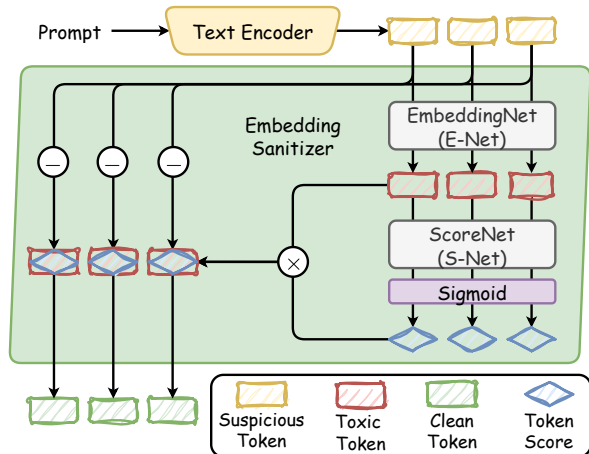 Prompt
Text Encoder
Embedding
Sanitizer
EmbeddingNet
(E-Net)
ScoreNet
(S-Net)
Sigmoid
—
—
—
×
Suspicious
Token
Toxic
Token
Clean
Token
Token
Score